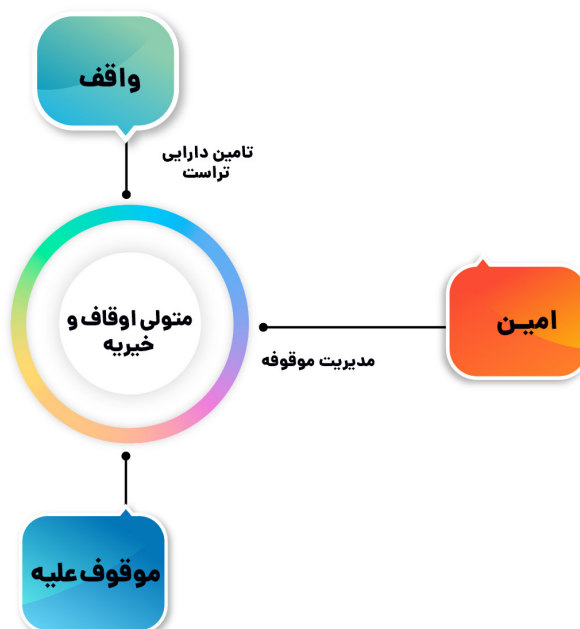 واقف
تامین دارایی
تراست
متولی اوقاف و
خیریه
امیـن
مدیریت موقوفه
موقوف علیه